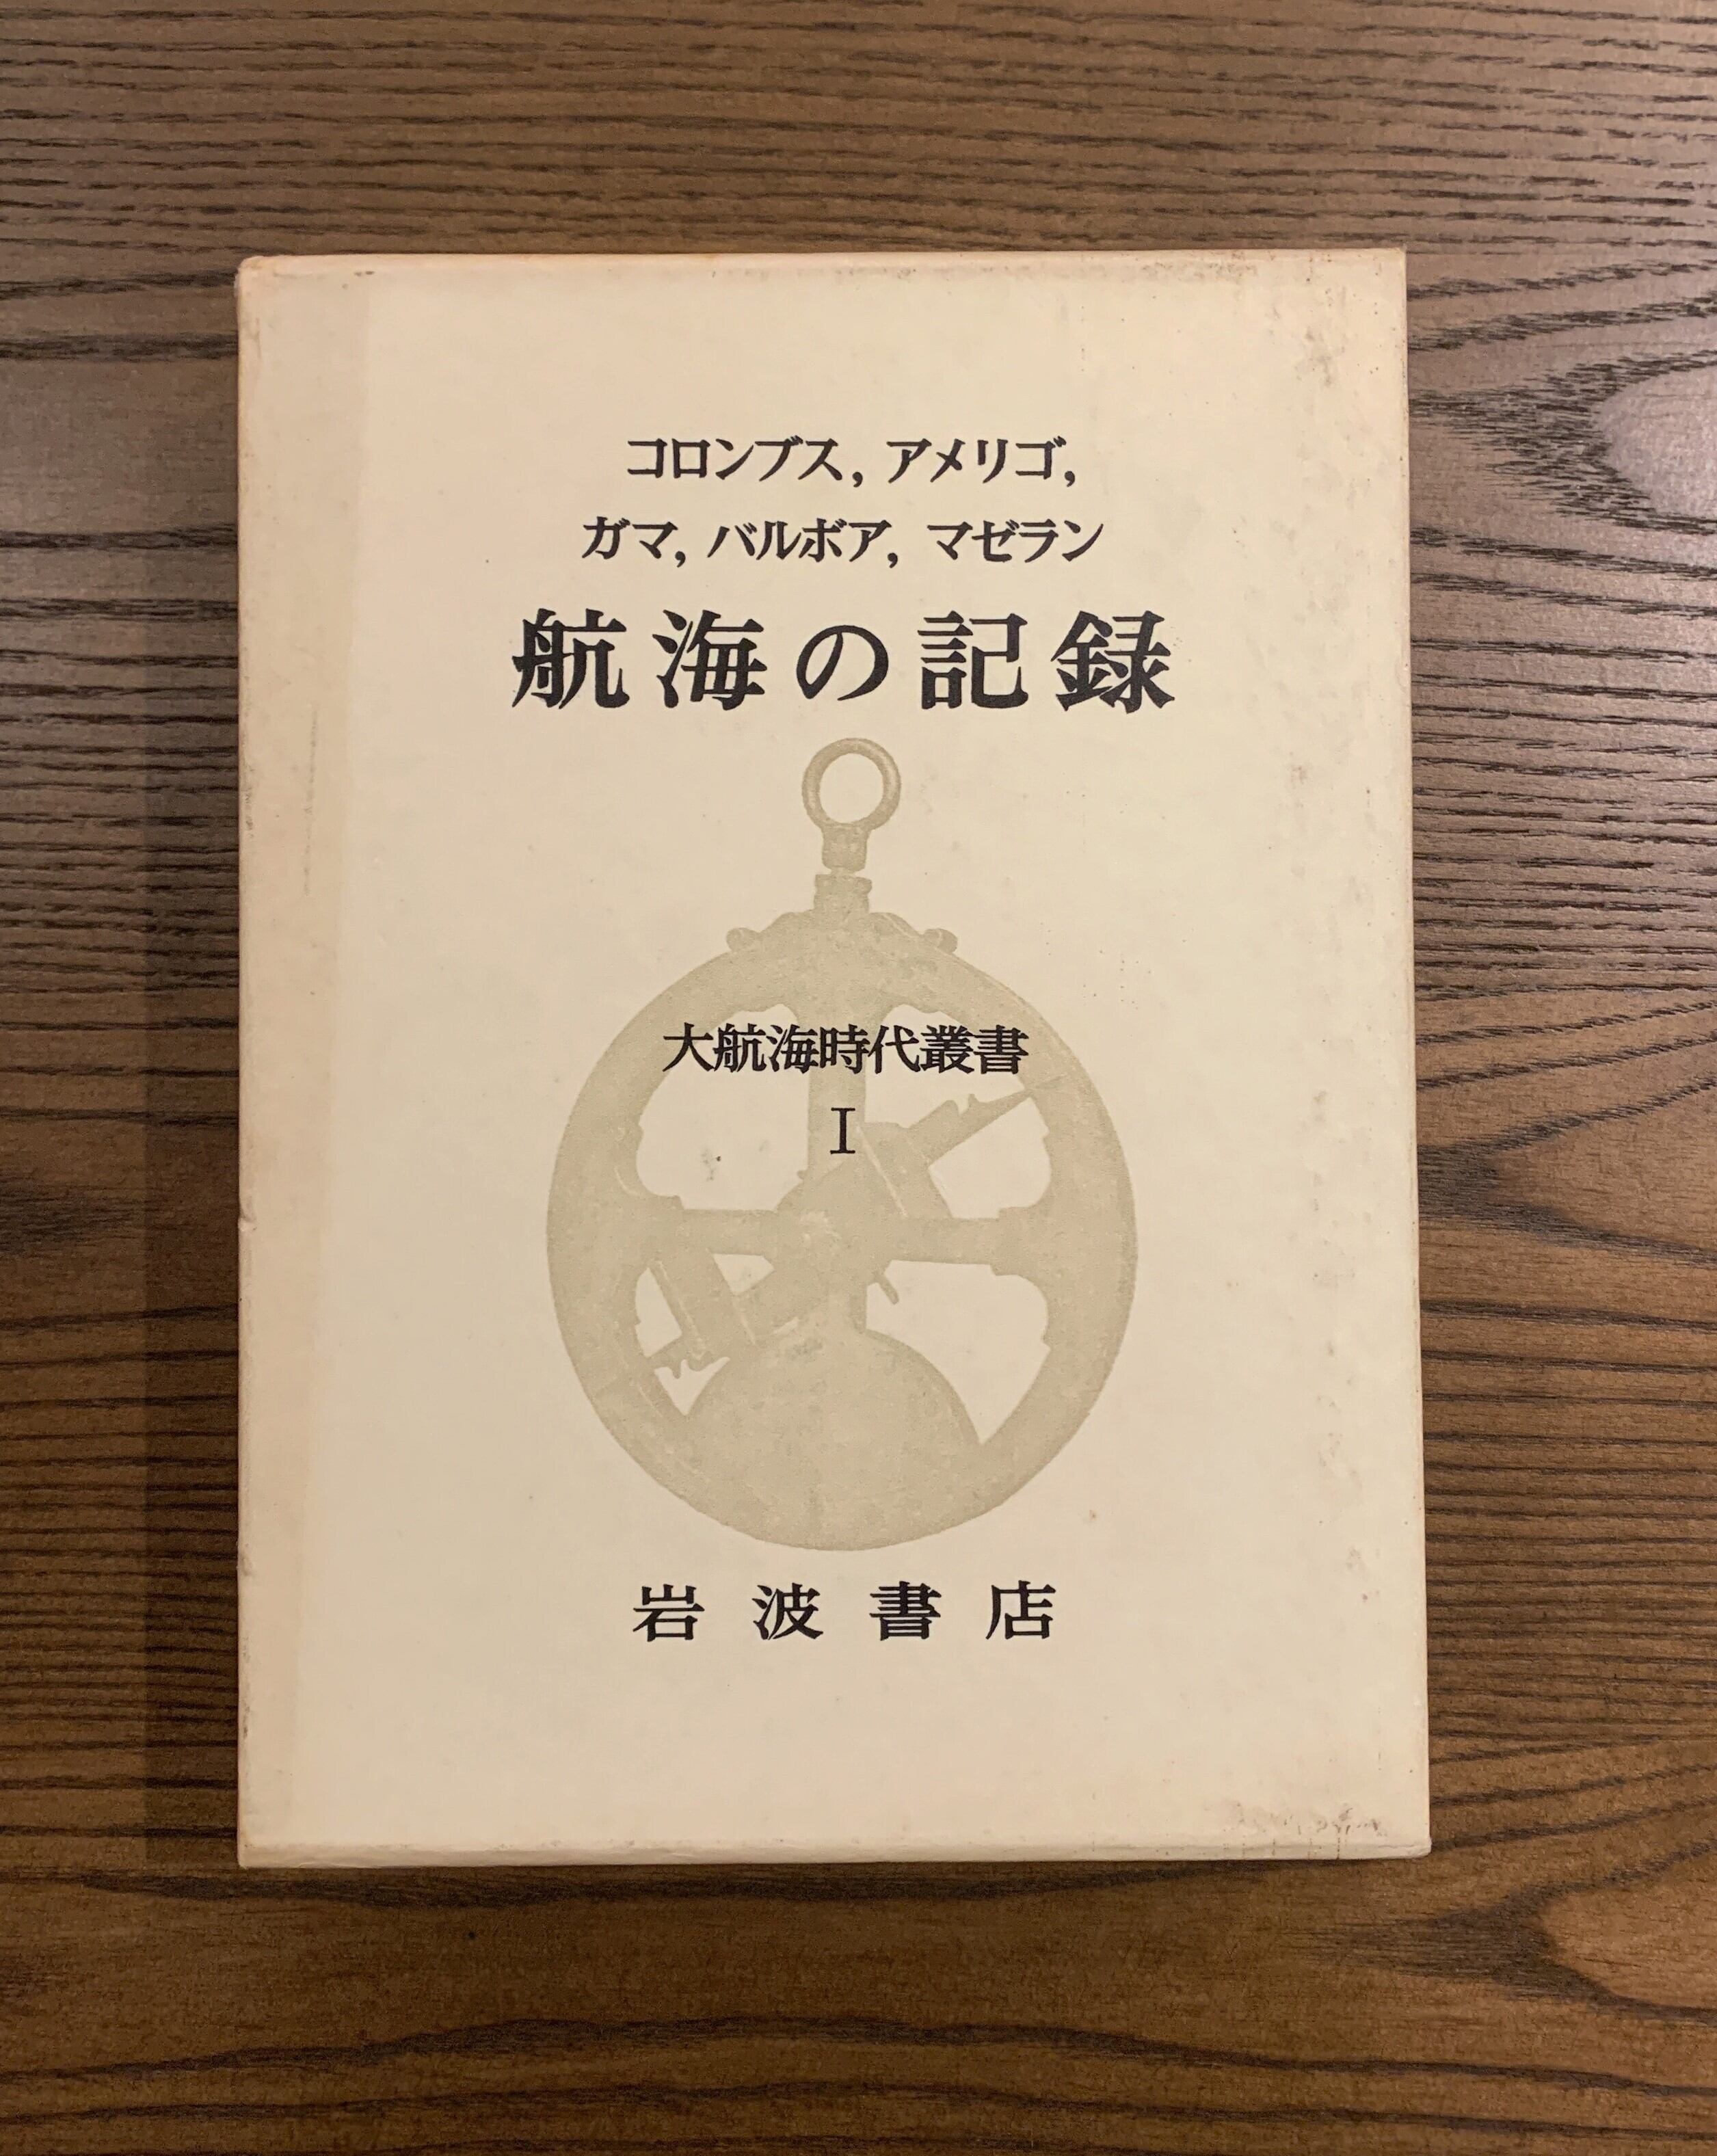 コロンブス, アメリゴ,
ガマ, バルボア, マゼラン
航海の記録
大航海時代叢書
I
岩波書店